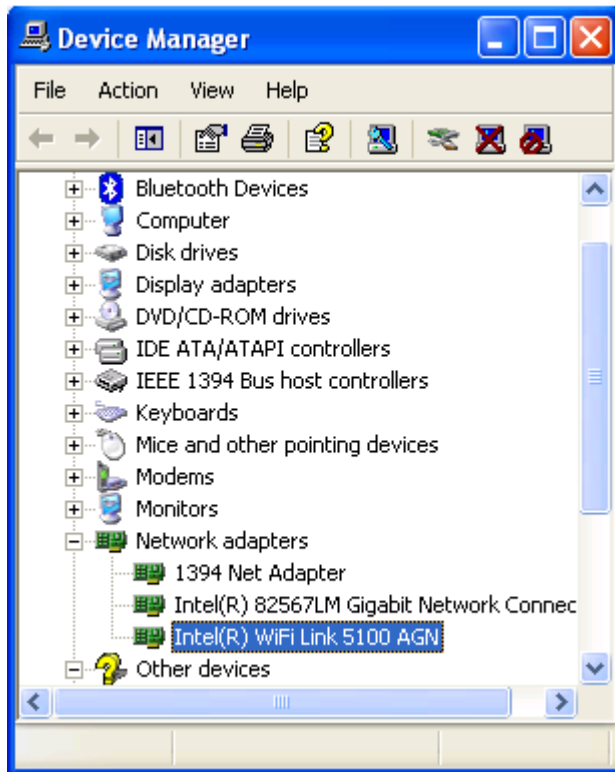 Device Manager
File Action View Help
Bluetooth Devices
Computer
Disk drives
Display adapters
DVD/CD-ROM drives
IDE ATA/ATAPI controllers
IEEE 1394 Bus host controllers
Keyboards
Mice and other pointing devices
Modems
Monitors
Network adapters
1394 Net Adapter
Intel(R) 82567LM Gigabit Network Connec
Intel(R) WiFi Link 5100 AGN
Other devices